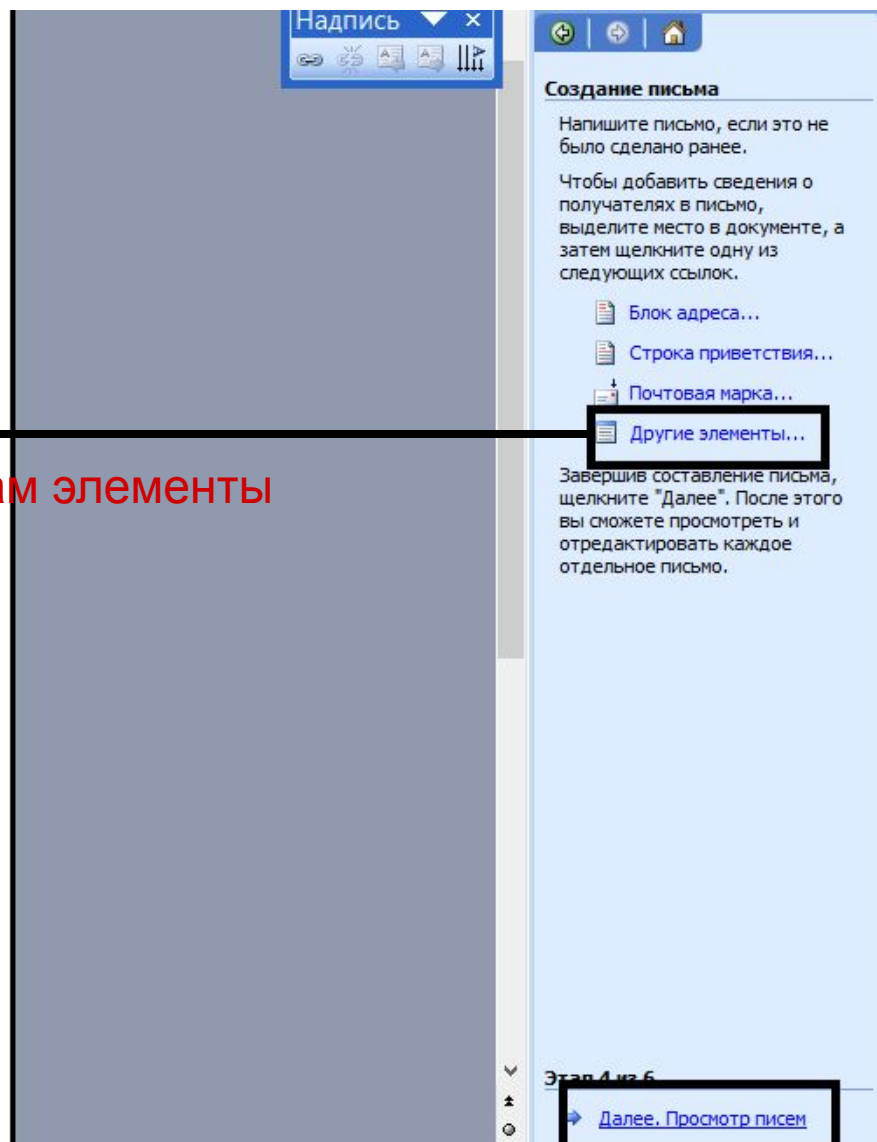 Надпись
Создание письма
Напишите письмо, если это не
было сделано ранее.
Чтобы добавить сведения о
получателях в письмо,
выделите место в документе, а
затем щелкните одну из
следующих ссылок.
Блок адреса...
Строка приветствия...
Почтовая марка...
Другие элементы...
элементы
Завершив составление письма,
щелкните "Далее". После этого
вы сможете просмотреть и
отредактировать каждое
отдельное письмо.
Этап 4 из 6
Далее. Просмотр писем